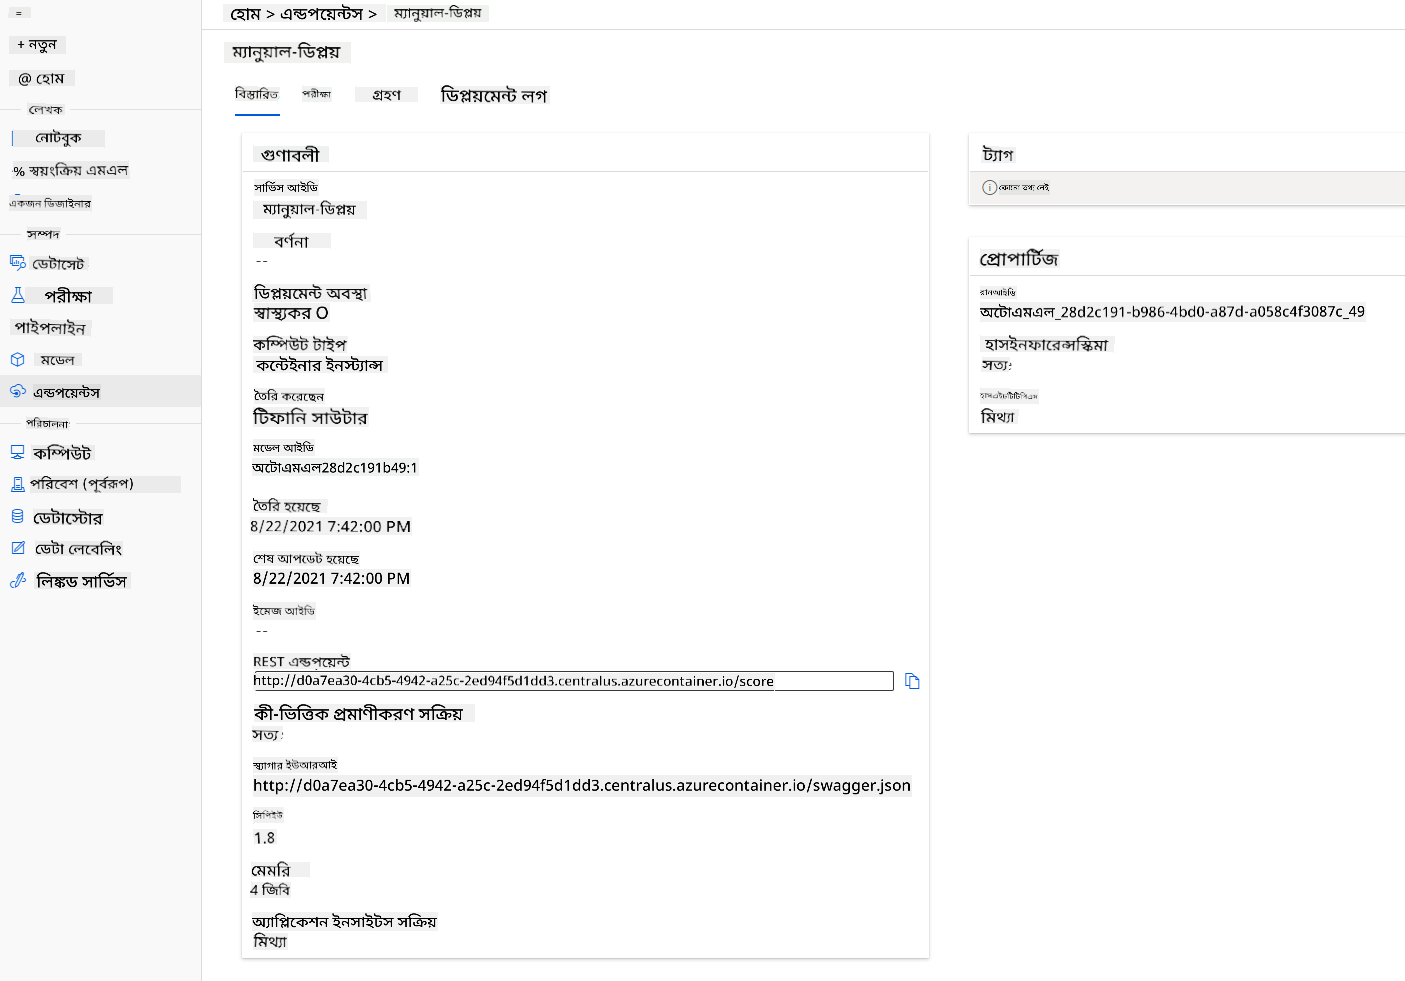 =
+ নতুন
@ হোম
লেখক
নোটবুক
% স্বয়ংক্রিয় এমএল
একজন ডিজাইনার
সম্পদ
ডেটাসেট
পরীক্ষা
পাইপলাইন
মডেল
এন্ডপয়েন্টস
পরিচালনা
কম্পিউট
পরিবেশ (পূর্বরূপ)
ডেটাস্টোর
ডেটা লেবেলিং
লিঙ্কড সার্ভিস
হোম > এন্ডপয়েন্টস > ম্যানুয়াল-ডিপ্লয়
ম্যানুয়াল-ডিপ্লয়
বিস্তারিত পরীক্ষা গ্রহণ ডিপ্লয়মেন্ট লগ
গুণাবলী
সার্ভিস আইডি
ম্যানুয়াল-ডিপ্লয়
বর্ণনা
--
ডিপ্লয়মেন্ট অবস্থা
স্বাস্থ্যকর O
কম্পিউট টাইপ
কন্টেইনার ইনস্ট্যান্স
তৈরি করেছেন
টিফানি সাউটার
মডেল আইডি
অটোএমএল28d2c191b49:1
তৈরি হয়েছে
8/22/2021 7:42:00 PM
শেষ আপডেট হয়েছে
8/22/2021 7:42:00 PM
ইমেজ আইডি
--
REST এন্ডপয়েন্ট
http://d0a7ea30-4cb5-4942-a25c-2ed94f5d1dd3.centralus.azurecontainer.io/score
কী-ভিত্তিক প্রমাণীকরণ সক্রিয়
সত্য
স্ব্যাগার ইউআরআই
http://d0a7ea30-4cb5-4942-a25c-2ed94f5d1dd3.centralus.azurecontainer.io/swagger.json
সিপিইউ
1.8
মেমরি
4 জিবি
অ্যাপ্লিকেশন ইনসাইটস সক্রিয়
মিথ্যা
ট্যাগ
কোনো তথ্য নেই
প্রোপার্টিজ
রানআইডি
অটোএমএল_28d2c191-b986-4bd0-a87d-a058c4f3087c_49
হাসইনফারেন্সস্কিমা
সত্য
হাসএইচটিটিপিএস
মিথ্যা